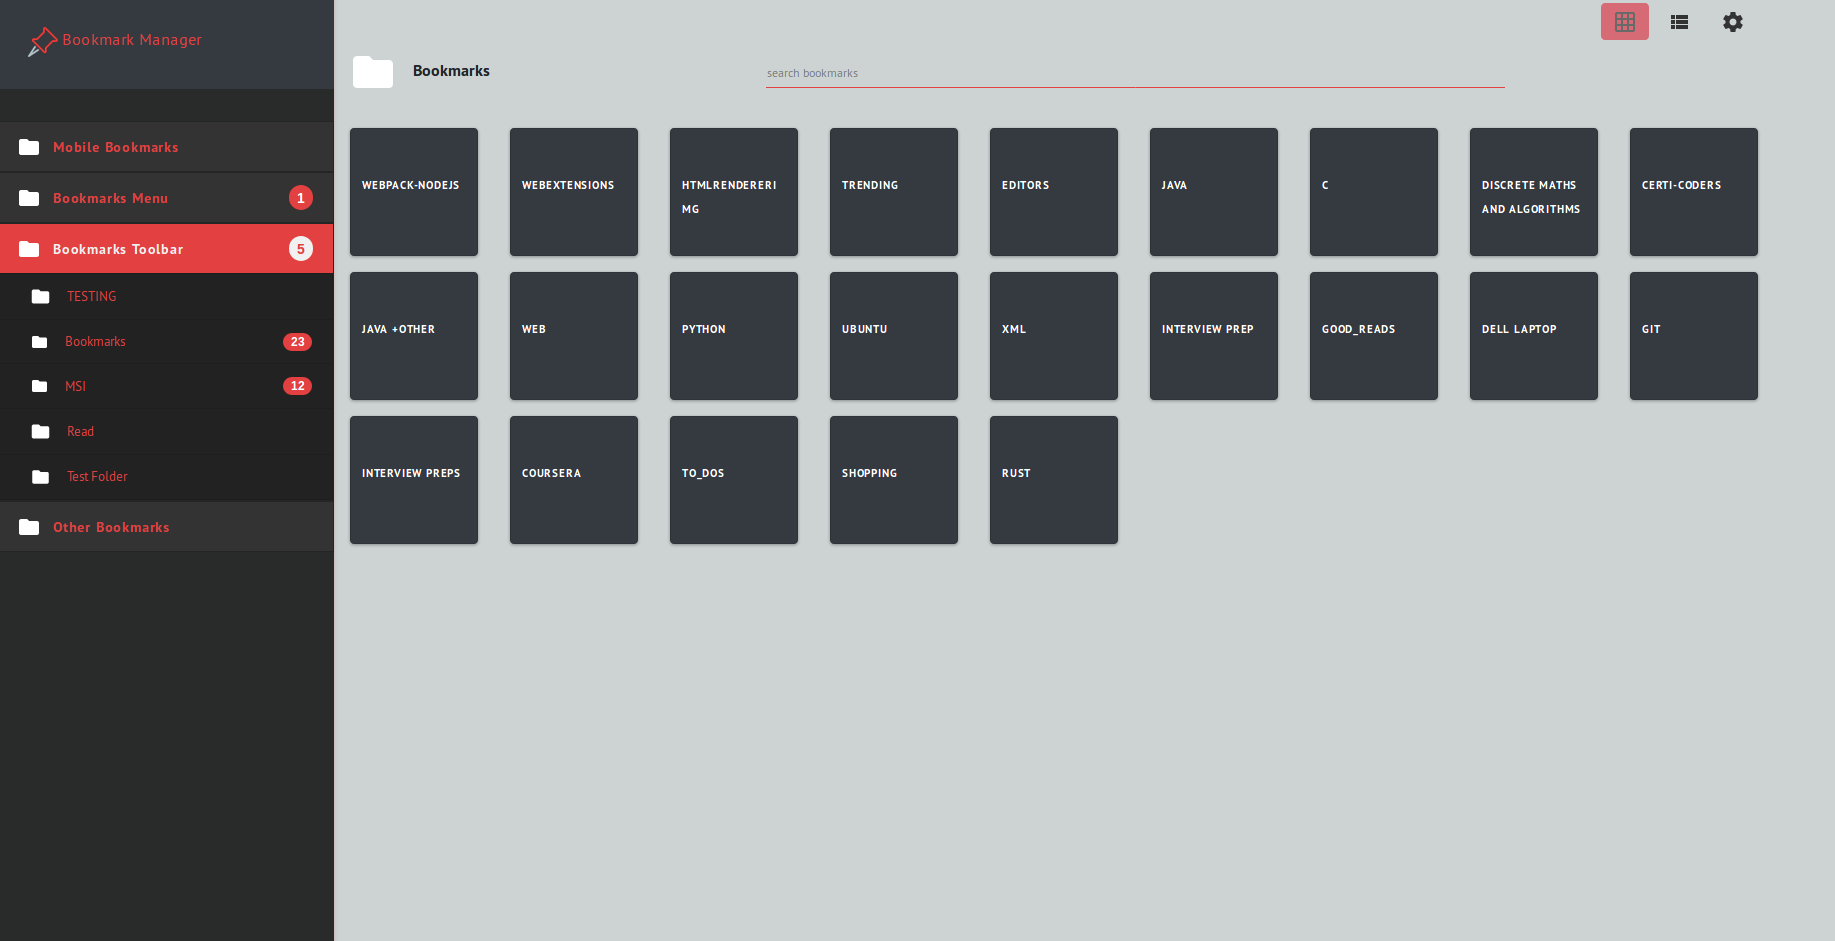 Bookmark Manager
Mobile Bookmarks
Bookmarks Menu 1
Bookmarks Toolbar 5
TESTING
Bookmarks 23
MSI 12
Read
Test Folder
Other Bookmarks
Bookmarks
search bookmarks
WEBPACK-NODEJS
WEBEXTENSIONS
HTMLRENDERERI
MG
TRENDING
EDITORS
JAVA
C
DISCRETE MATHS
AND ALGORITHMS
CERTI-CODERS
JAVA +OTHER
WEB
PYTHON
UBUNTU
XML
INTERVIEW PREP
GOOD_READS
DELL LAPTOP
GIT
INTERVIEW PREPS
COURSERA
TO_DOS
SHOPPING
RUST